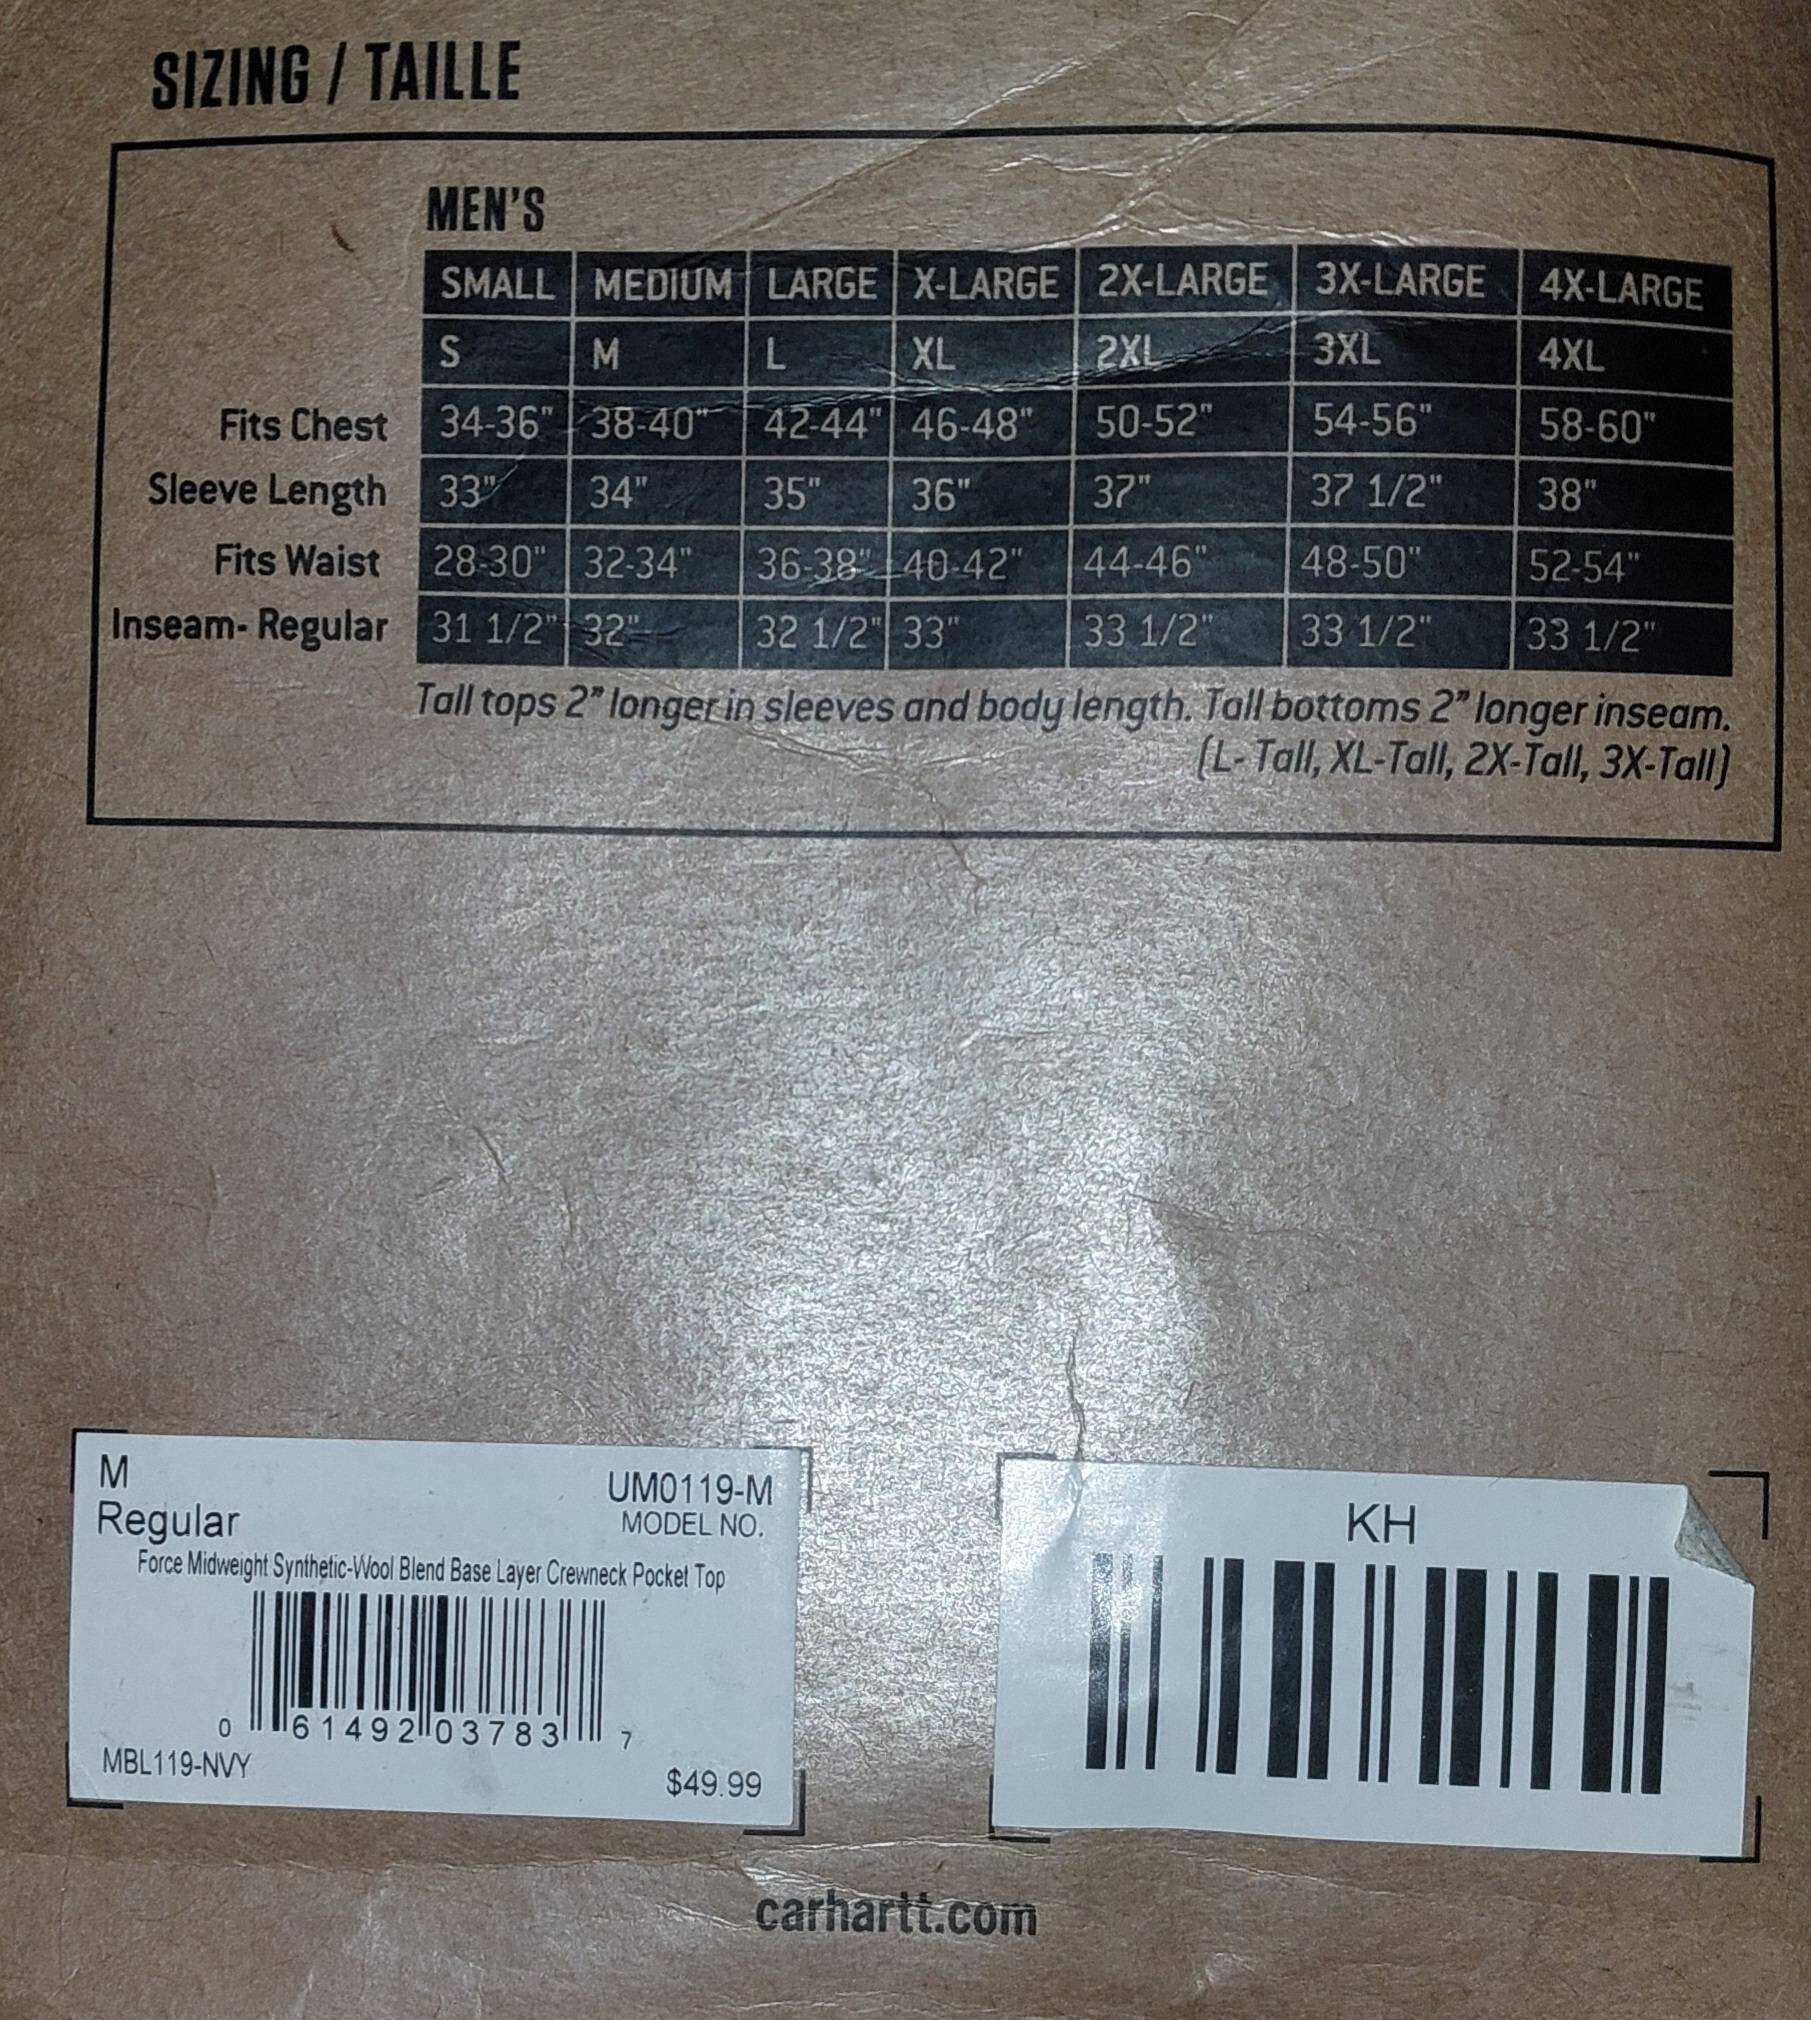 SIZING / TAILLE
MEN'S
SMALL MEDIUM LARGE X-LARGE 2X-LARGE 3X-LARGE 4X-LARGE
S M L XL 2XL 3XL 4XL
Fits Chest 34-36" 38-40" 42-44" 46-48" 50-52" 54-56" 58-60"
Sleeve Length 33" 34" 35" 36" 37" 37 1/2" 38"
Fits Waist 28-30" 32-34" 36-38" 40-42" 44-46" 48-50" 52-54"
Inseam- Regular 31 1/2" 32" 32 1/2" 33" 33 1/2" 33 1/2" 33 1/2"
Tall tops 2" longer in sleeves and body length. Tall bottoms 2" longer inseam.
(L- Tall, XL-Tall, 2X-Tall, 3X-Tall)
M UM0119-M
Regular MODEL NO.
Force Midweight Synthetic-Wool Blend Base Layer Crewneck Pocket Top
0 61492 03783 7
MBL119-NVY
$49.99
KH
carhartt.com